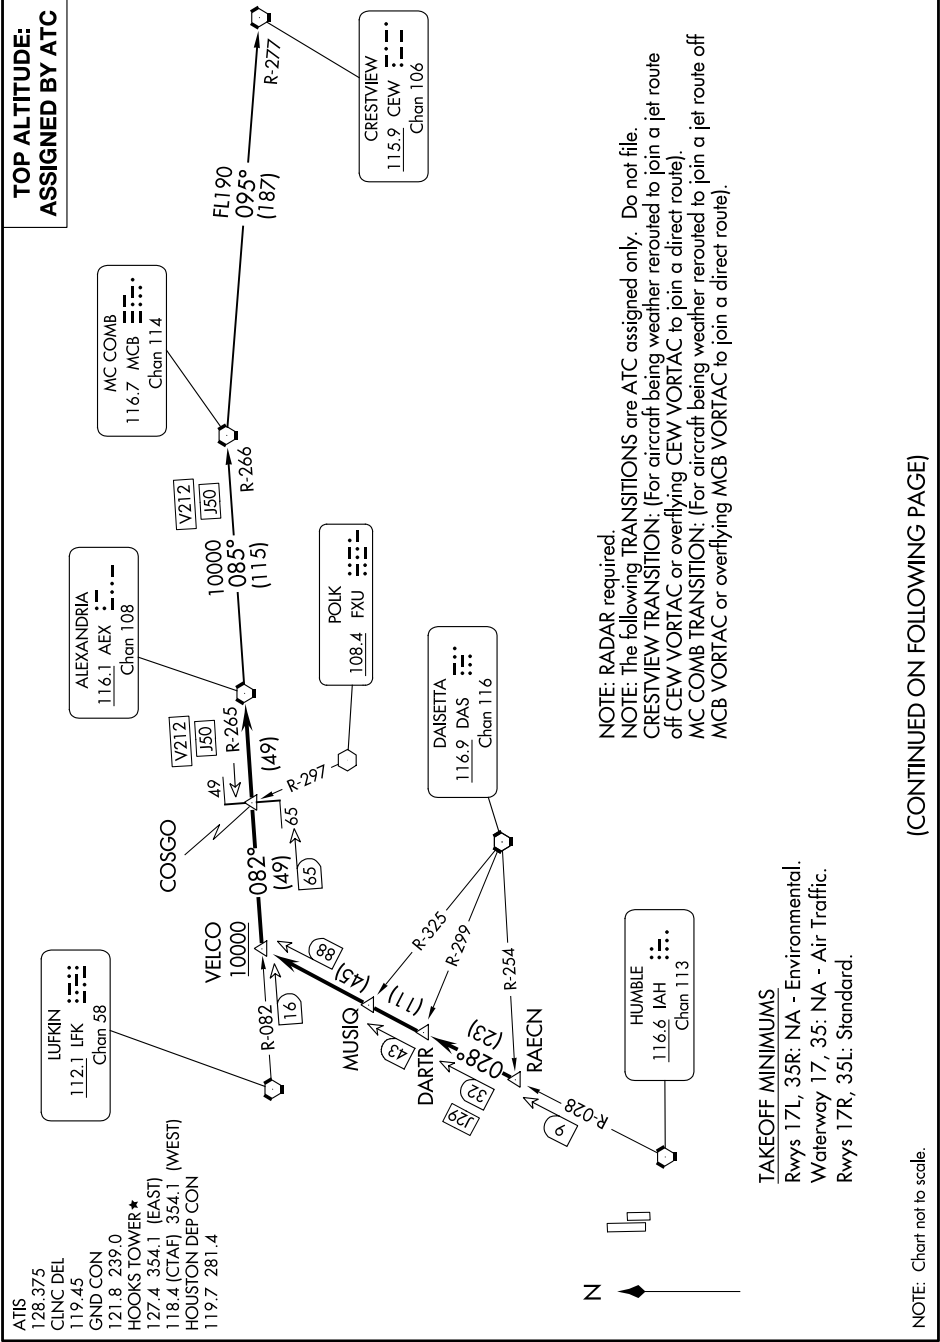 TOP ALTITUDE:
ASSIGNED BY ATC
ATIS
128.375
CLNC DEL
119.45
GND CON
121.8 239.0
HOOKS TOWER★
127.4 354.1 (EAST)
118.4 (CTAF) 354.1 (WEST)
HOUSTON DEP CON
119.7 281.4
LUFKIN
112.1 LFK
Chan 58
ALEXANDRIA
116.1 AEX
Chan 108
MC COMB
116.7 MCB
Chan 114
CRESTVIEW
115.9 CEW
Chan 106
POLK
108.4 FXU
DAISETTA
116.9 DAS
Chan 116
HUMBLE
116.6 IAH
Chan 113
R-082
16
VELCO
10000
082°
(49)
65
65
COSGO
49
R-265
(49)
V212
J50
R-297
10000
085°
(115)
V212
J50
R-266
FL190
095°
(187)
R-277
88
(45)
MUSIQ
43
(11)
DARTR
32
J29
028°
(23)
RAECN
9
R-028
R-325
R-299
R-254
N
NOTE: RADAR required.
NOTE: The following TRANSITIONS are ATC assigned only. Do not file.
CRESTVIEW TRANSITION: (For aircraft being weather rerouted to join a jet route
off CEW VORTAC or overflying CEW VORTAC to join a direct route).
MC COMB TRANSITION: (For aircraft being weather rerouted to join a jet route off
MCB VORTAC or overflying MCB VORTAC to join a direct route).
TAKEOFF MINIMUMS
Rwys 17L, 35R: NA - Environmental.
Waterway 17, 35: NA - Air Traffic.
Rwys 17R, 35L: Standard.
(CONTINUED ON FOLLOWING PAGE)
NOTE: Chart not to scale.